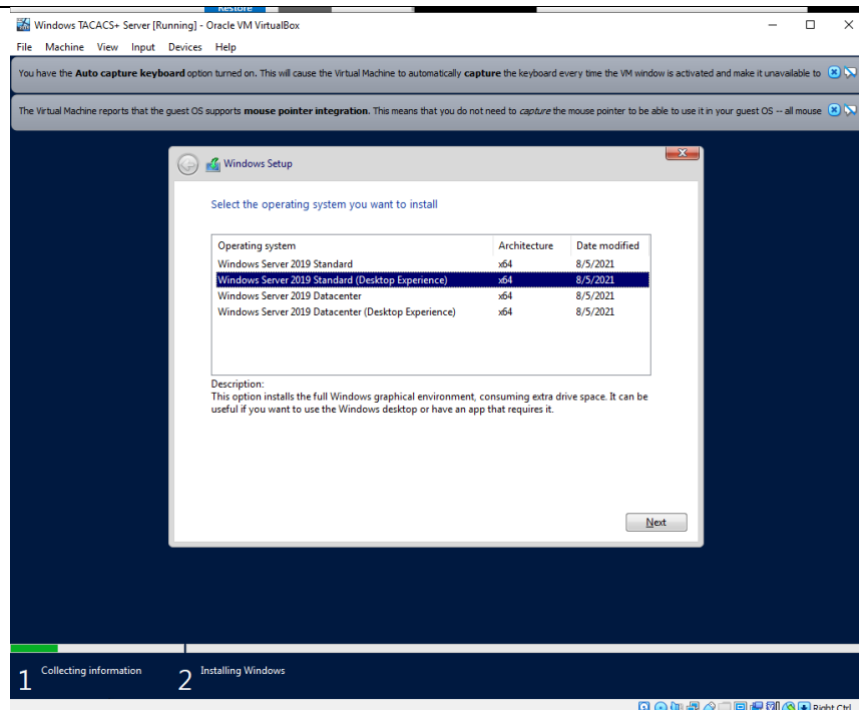 Restore
Windows TACACS+ Server [Running] - Oracle VM VirtualBox
File Machine View Input Devices Help
You have the Auto capture keyboard option turned on. This will cause the Virtual Machine to automatically capture the keyboard every time the VM window is activated and make it unavailable to
The Virtual Machine reports that the guest OS supports mouse pointer integration. This means that you do not need to capture the mouse pointer to be able to use it in your guest OS -- all mouse
Windows Setup
Select the operating system you want to install
Operating system Architecture Date modified
Windows Server 2019 Standard x64 8/5/2021
Windows Server 2019 Standard (Desktop Experience) x64 8/5/2021
Windows Server 2019 Datacenter x64 8/5/2021
Windows Server 2019 Datacenter (Desktop Experience) x64 8/5/2021
Description:
This option installs the full Windows graphical environment, consuming extra drive space. It can be
useful if you want to use the Windows desktop or have an app that requires it.
Next
1 Collecting information 2 Installing Windows
Right Ctrl